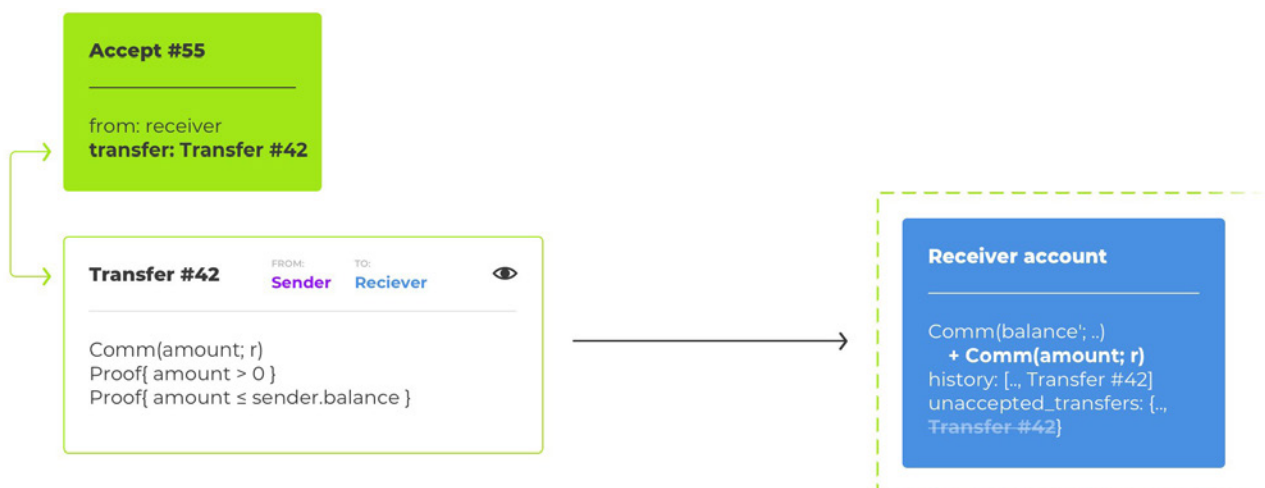 Accept #55
from: receiver
transfer: Transfer #42
Transfer #42
FROM:
Sender
TO:
Reciever
Comm(amount; r)
Proof{ amount > 0 }
Proof{ amount ≤ sender.balance }
Receiver account
Comm(balance'; ..)
+ Comm(amount; r)
history: [.., Transfer #42]
unaccepted_transfers: {..,
Transfer #42}